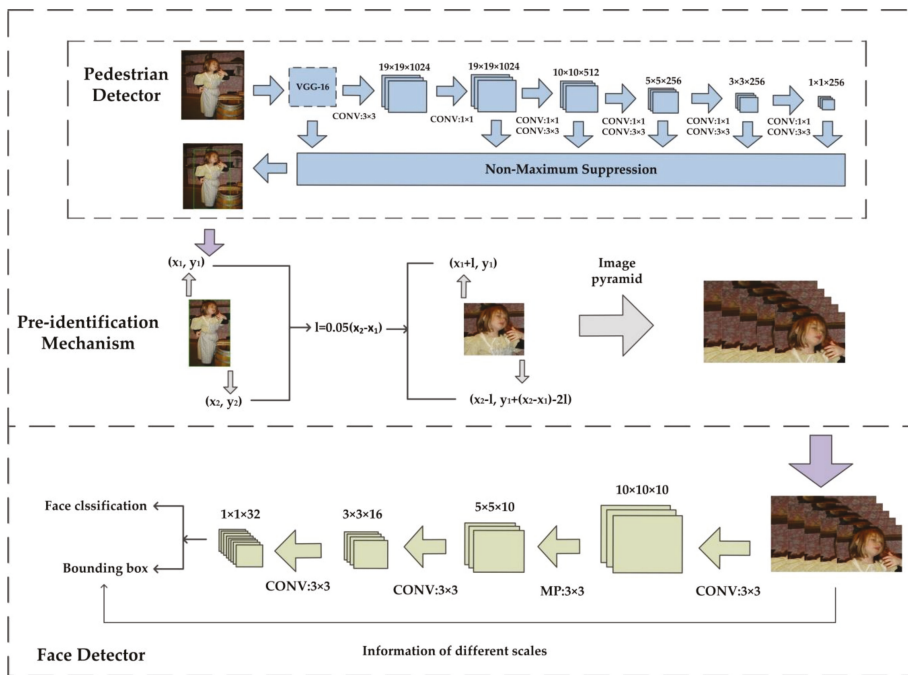 Pedestrian
Detector
VGG-16
19×19×1024
19×19×1024
10×10×512
5×5×256
3×3×256
1×1×256
CONV:3×3
CONV:1×1
CONV:1×1
CONV:3×3
CONV:1×1
CONV:3×3
CONV:1×1
CONV:3×3
CONV:1×1
CONV:3×3
Non-Maximum Suppression
Pre-identification
Mechanism
(x₁, y₁)
(x₂, y₂)
l=0.05(x₂-x₁)
(x₁+l, y₁)
(x₂-l, y₁+(x₂-x₁)-2l)
Image
pyramid
Face clssification
Bounding box
1×1×32
3×3×16
5×5×10
10×10×10
CONV:3×3
CONV:3×3
MP:3×3
CONV:3×3
Information of different scales
Face Detector